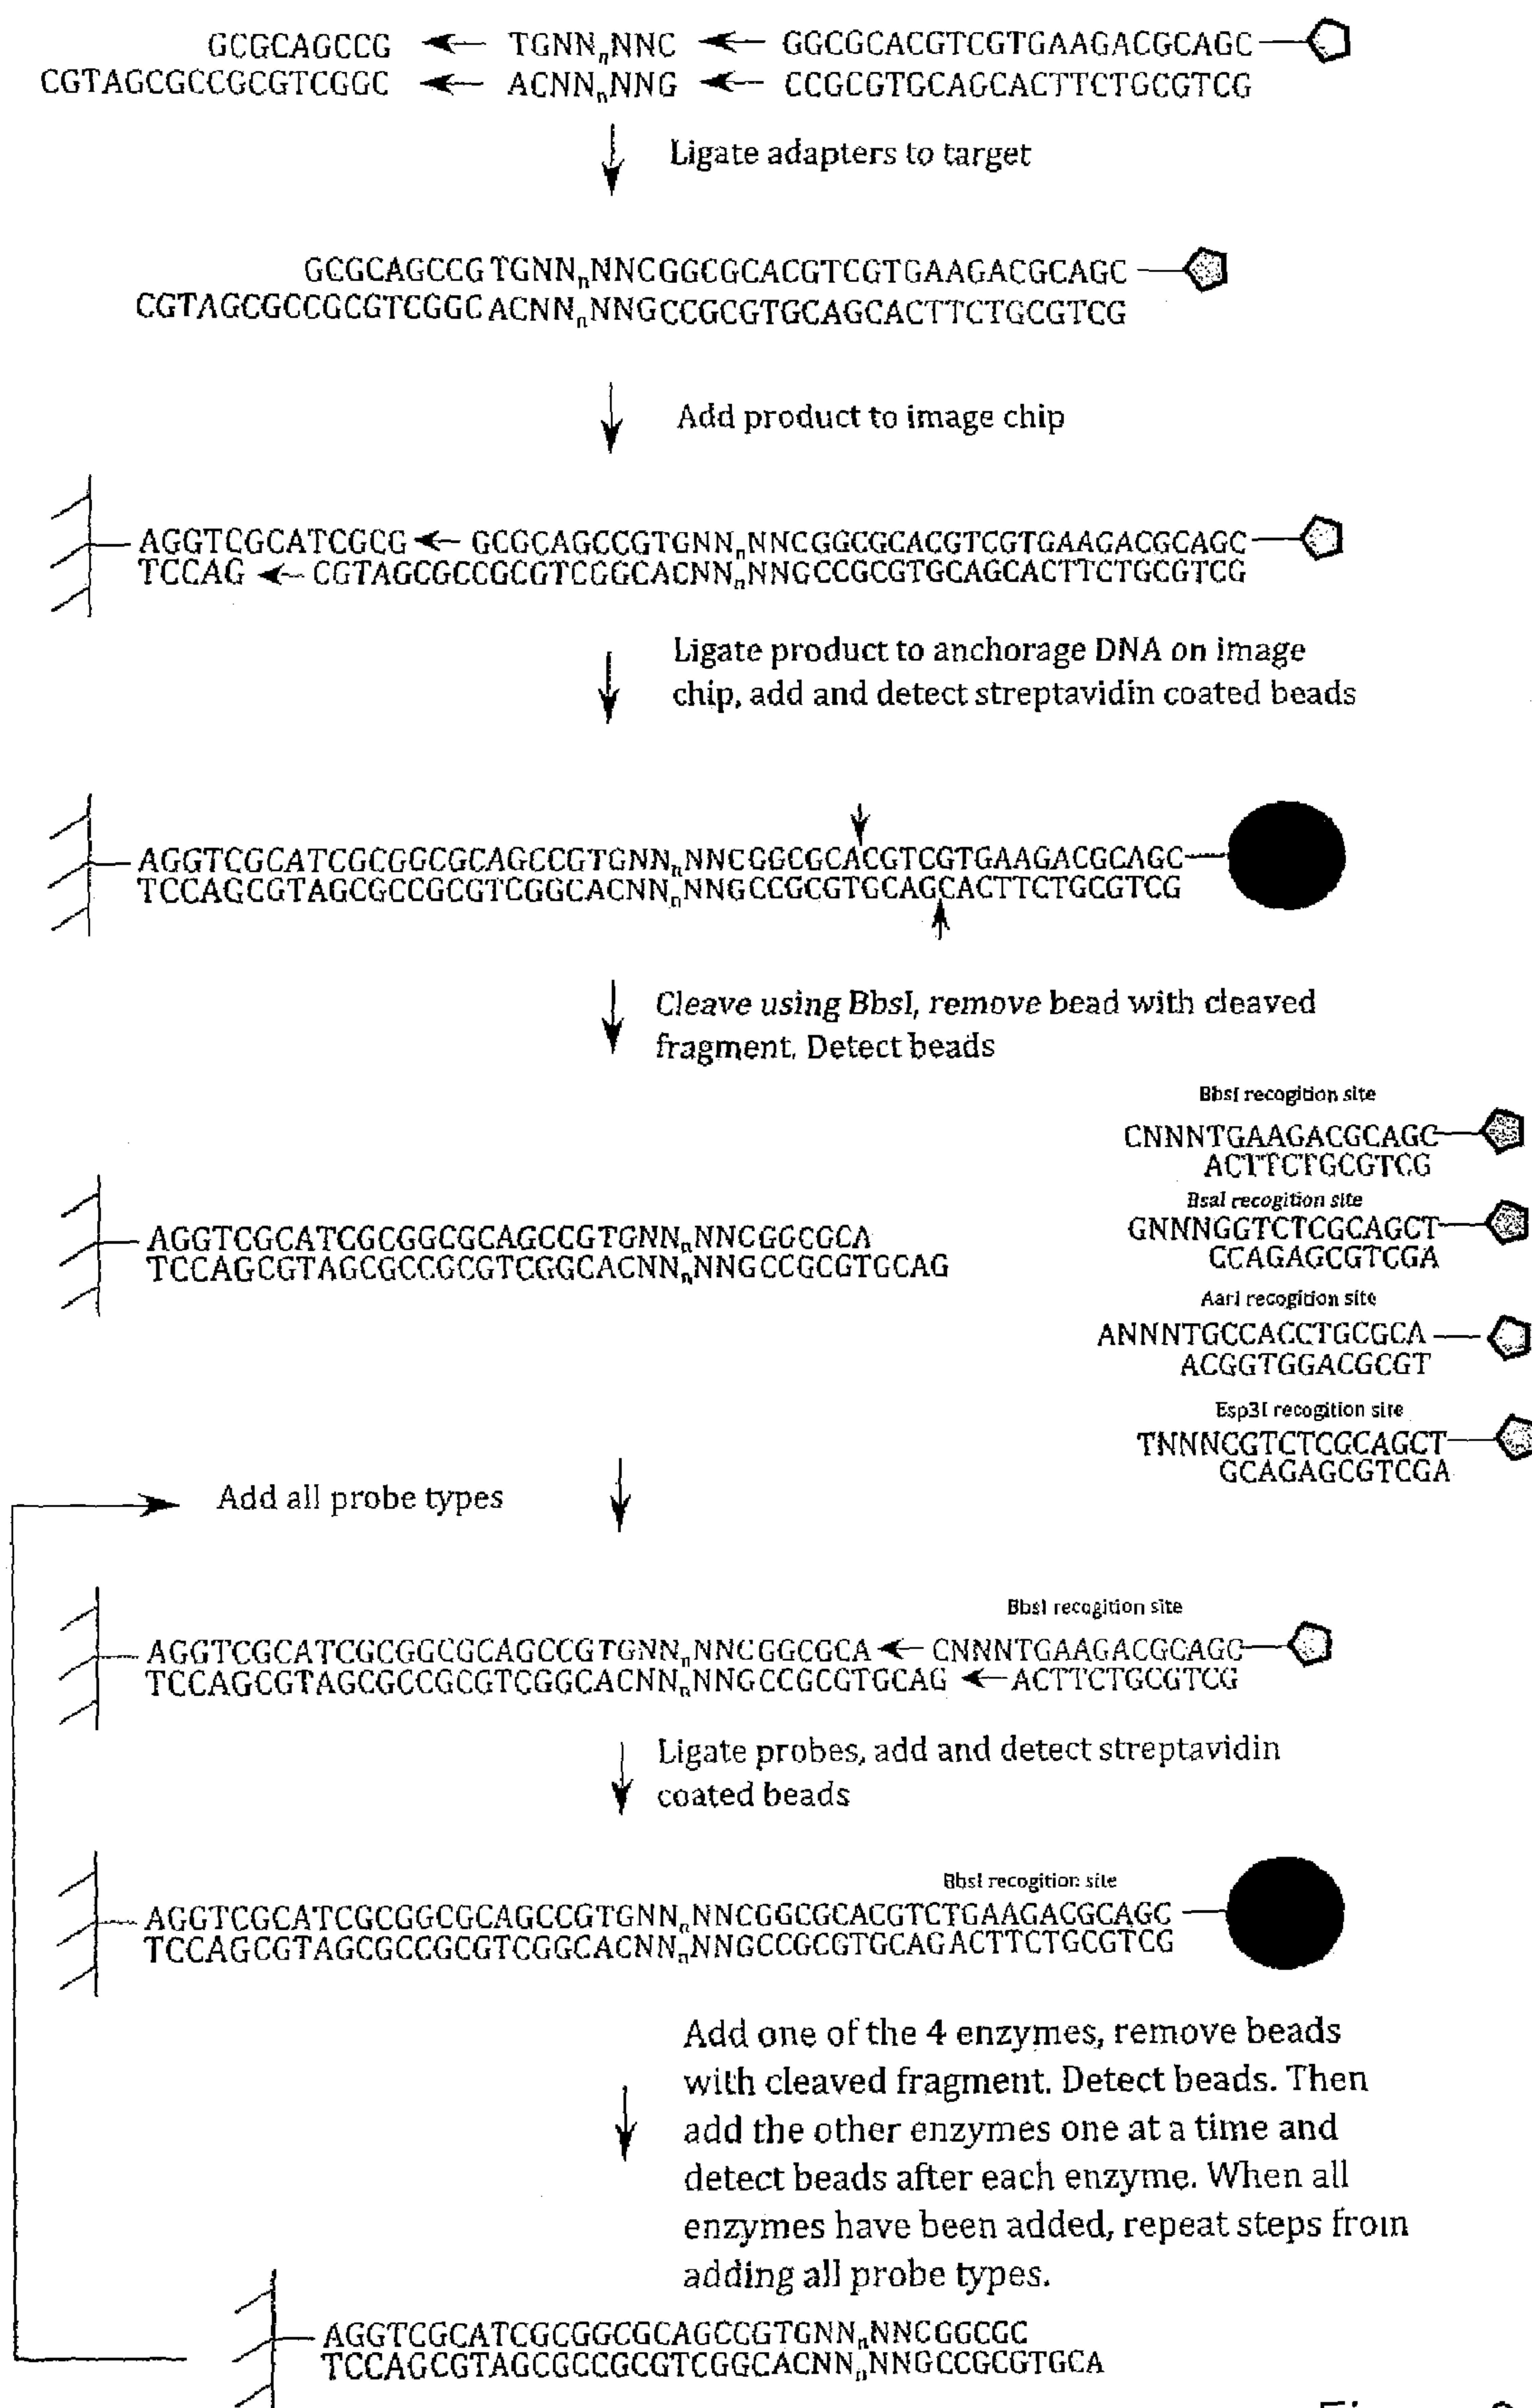 GCGCAGCCG TGNNnNNC GGCGCACGTCGTGAAGACGCAGC
CGTAGCGCCGCGTCGGC ACNNnNNG CCGCGTGCAGCACTTCTGCGTCG
Ligate adapters to target
GCGCAGCCG TGNNnNNCGGCGCACGTCGTGAAGACGCAGC
CGTAGCGCCGCGTCGGC ACNNnNNGCCGCGTGCAGCACTTCTGCGTCG
Add product to image chip
AGGTCGCATCGCG GCGCAGCCGTGNNnNNCGGCGCACGTCGTGAAGACGCAGC
TCCAG CGTAGCGCCGCGTCGGCACNNnNNGCCGCGTGCAGCACTTCTGCGTCG
Ligate product to anchorage DNA on image
chip, add and detect streptavidin coated beads
AGGTCGCATCGCGGCGCAGCCGTGNNnNNCGGCGCACGTCGTGAAGACGCAGC
TCCAGCGTAGCGCCGCGTCGGCACNNnNNGCCGCGTGCAGCACTTCTGCGTCG
Cleave using BbsI, remove bead with cleaved
fragment. Detect beads
BbsI recogition site
CNNNTGAAGACGCAGC
ACTTCTGCGTCG
BsaI recogition site
GNNNGGTCTCGCAGCT
CCAGAGCGTCGA
AGGTCGCATCGCGGCGCAGCCGTGNNnNNCGGCGCA
TCCAGCGTAGCGCCGCGTCGGCACNNnNNGCCGCGTGCAG
AarI recogition site
ANNNTGCCACCTGCGCA
ACGGTGGACGCGT
Esp3I recogition site
TNNNCGTCTCGCAGCT
GCAGAGCGTCGA
Add all probe types
BbsI recogition site
AGGTCGCATCGCGGCGCAGCCGTGNNnNNCGGCGCA CNNNTGAAGACGCAGC
TCCAGCGTAGCGCCGCGTCGGCACNNnNNGCCGCGTGCAG ACTTCTGCGTCG
Ligate probes, add and detect streptavidin
coated beads
BbsI recogition site
AGGTCGCATCGCGGCGCAGCCGTGNNnNNCGGCGCACGTCTGAAGACGCAGC
TCCAGCGTAGCGCCGCGTCGGCACNNnNNGCCGCGTGCAGACTTCTGCGTCG
Add one of the 4 enzymes, remove beads
with cleaved fragment. Detect beads. Then
add the other enzymes one at a time and
detect beads after each enzyme. When all
enzymes have been added, repeat steps from
adding all probe types.
AGGTCGCATCGCGGCGCAGCCGTGNNnNNCGGCGC
TCCAGCGTAGCGCCGCGTCGGCACNNnNNGCCGCGTGCA